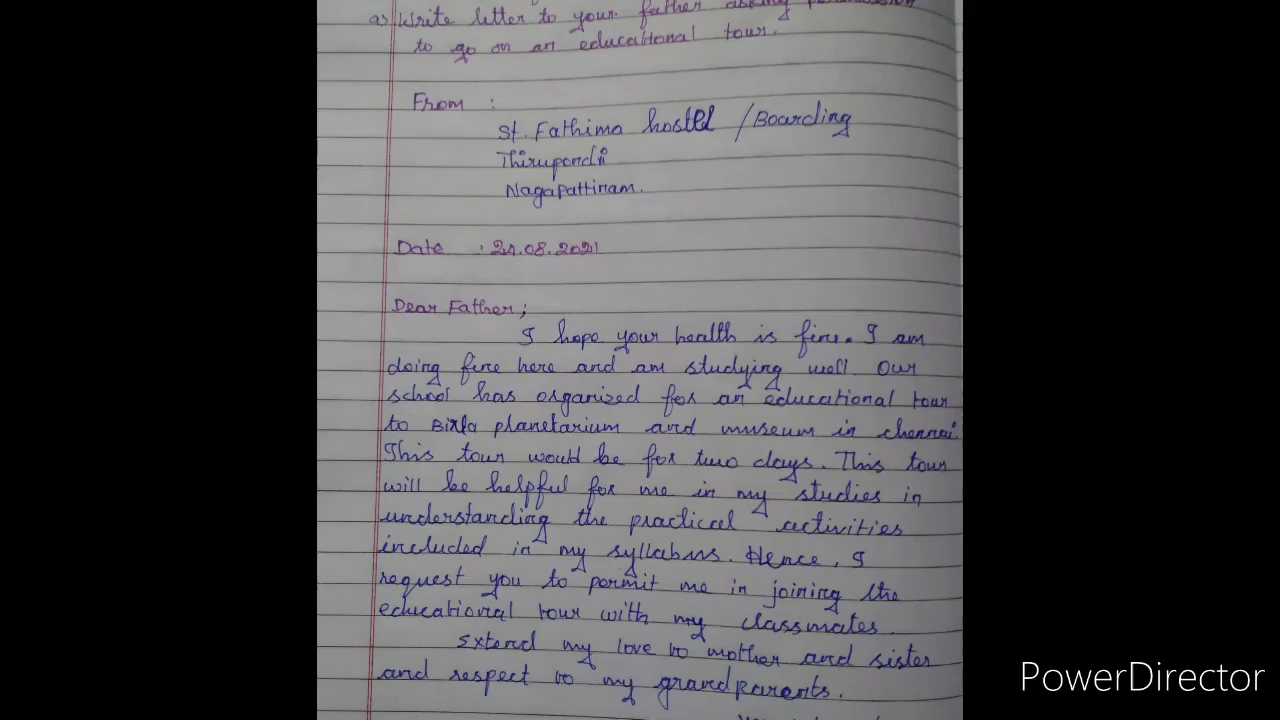 a) Write letter to your father asking permission
to go on an educational tour.
From :
St. Fathima hostel / Boarding
Thirupondi
Nagapattinam.
Date : 24.08.2021
Dear Father;
I hope your health is fine. I am
doing fine here and am studying well. Our
school has organized for an educational tour
to Birla planetarium and museum in chennai.
This tour would be for two days. This tour
will be helpful for me in my studies in
understanding the practical activities
included in my syllabus. Hence, I
request you to permit me in joining the
educational tour with my classmates.
Extend my love to mother and sister
and respect to my grandparents.
PowerDirector